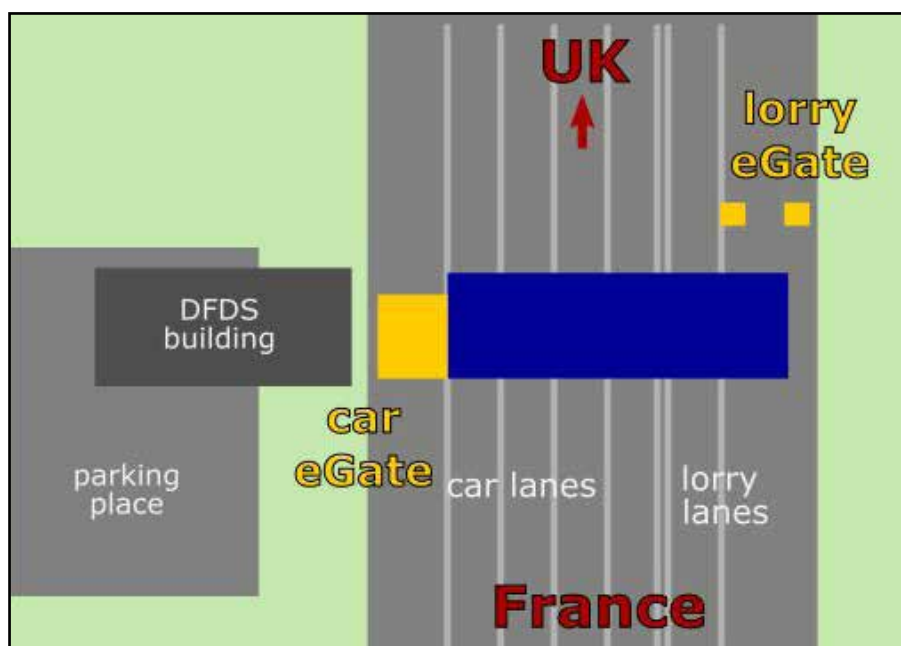 UK
lorry
eGate
DFDS
building
car
eGate
parking
place
car lanes
lorry
lanes
France